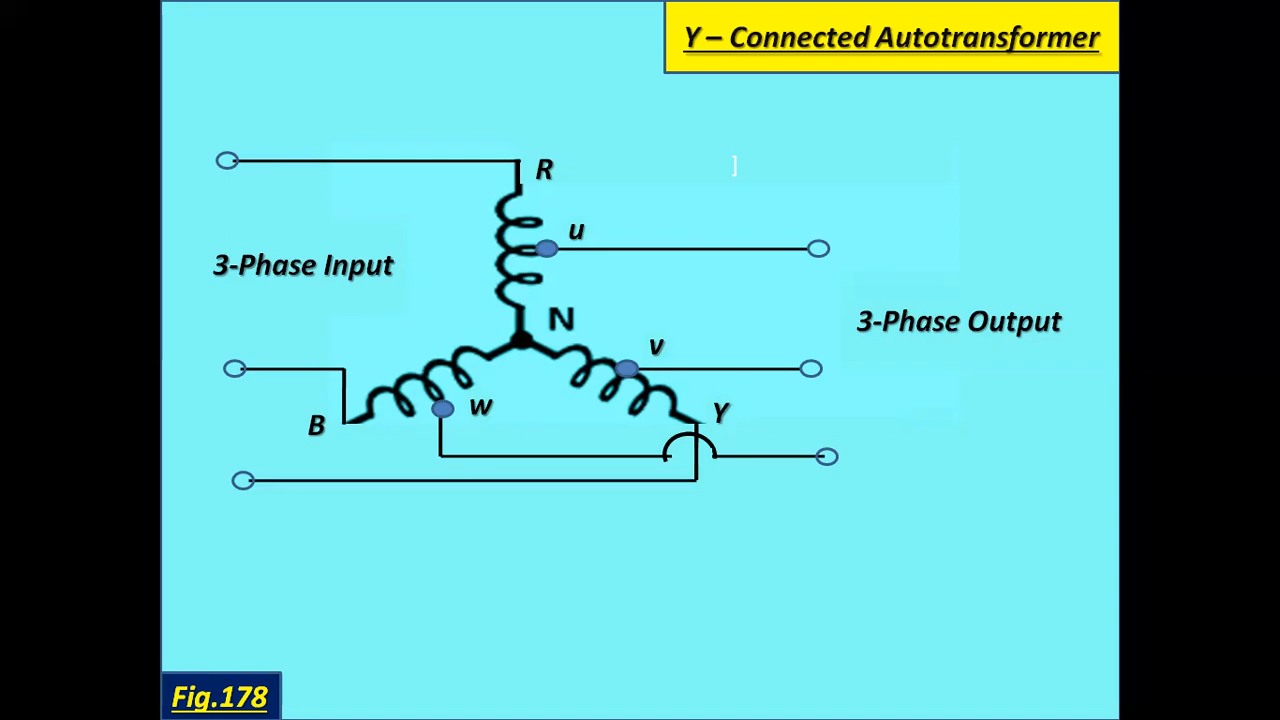 Y – Connected Autotransformer
R
]
u
3-Phase Input
N
3-Phase Output
v
w
Y
B
Fig.178